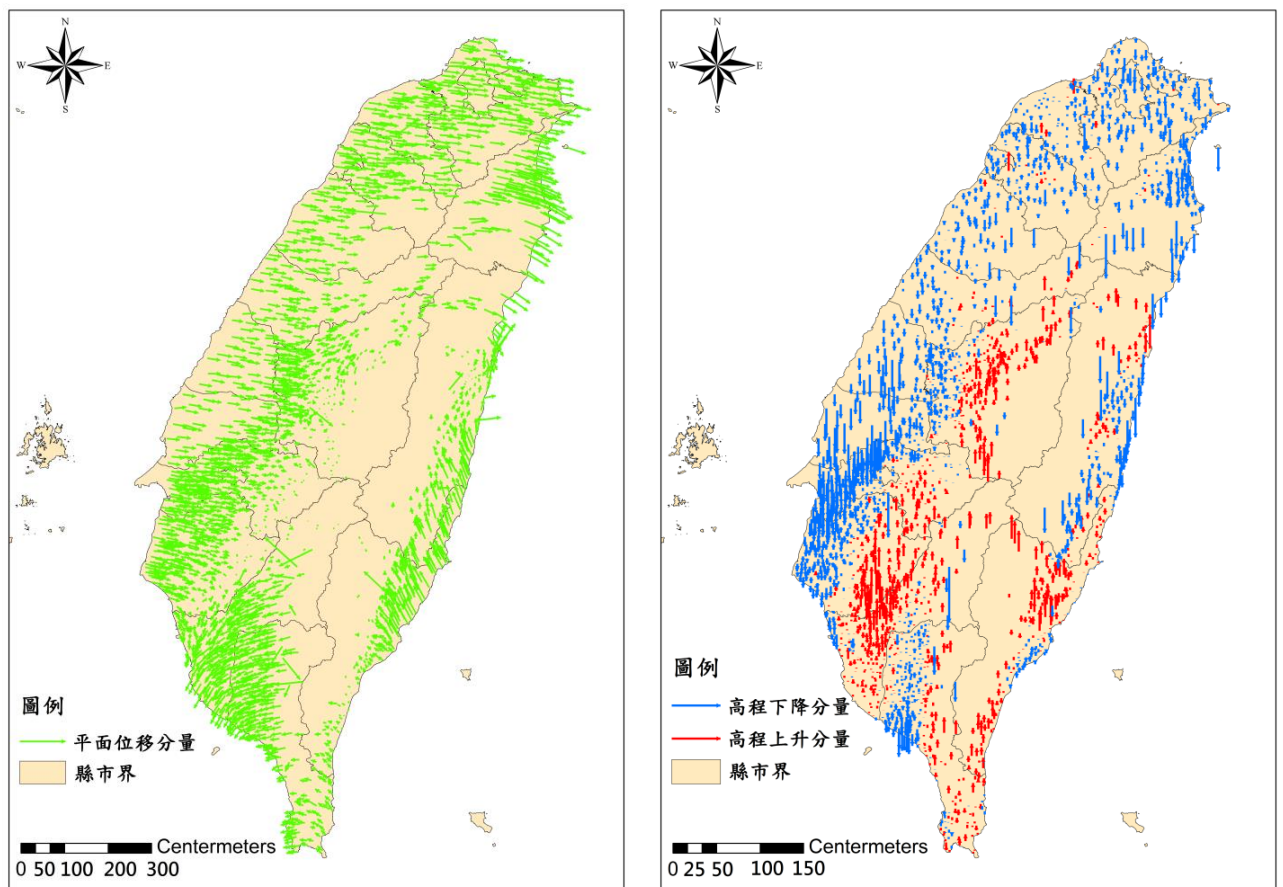 N
W E
S
圖例
平面位移分量
縣市界
Centermeters
0 50 100 200 300
N
W E
S
圖例
高程下降分量
高程上升分量
縣市界
Centermeters
0 25 50 100 150